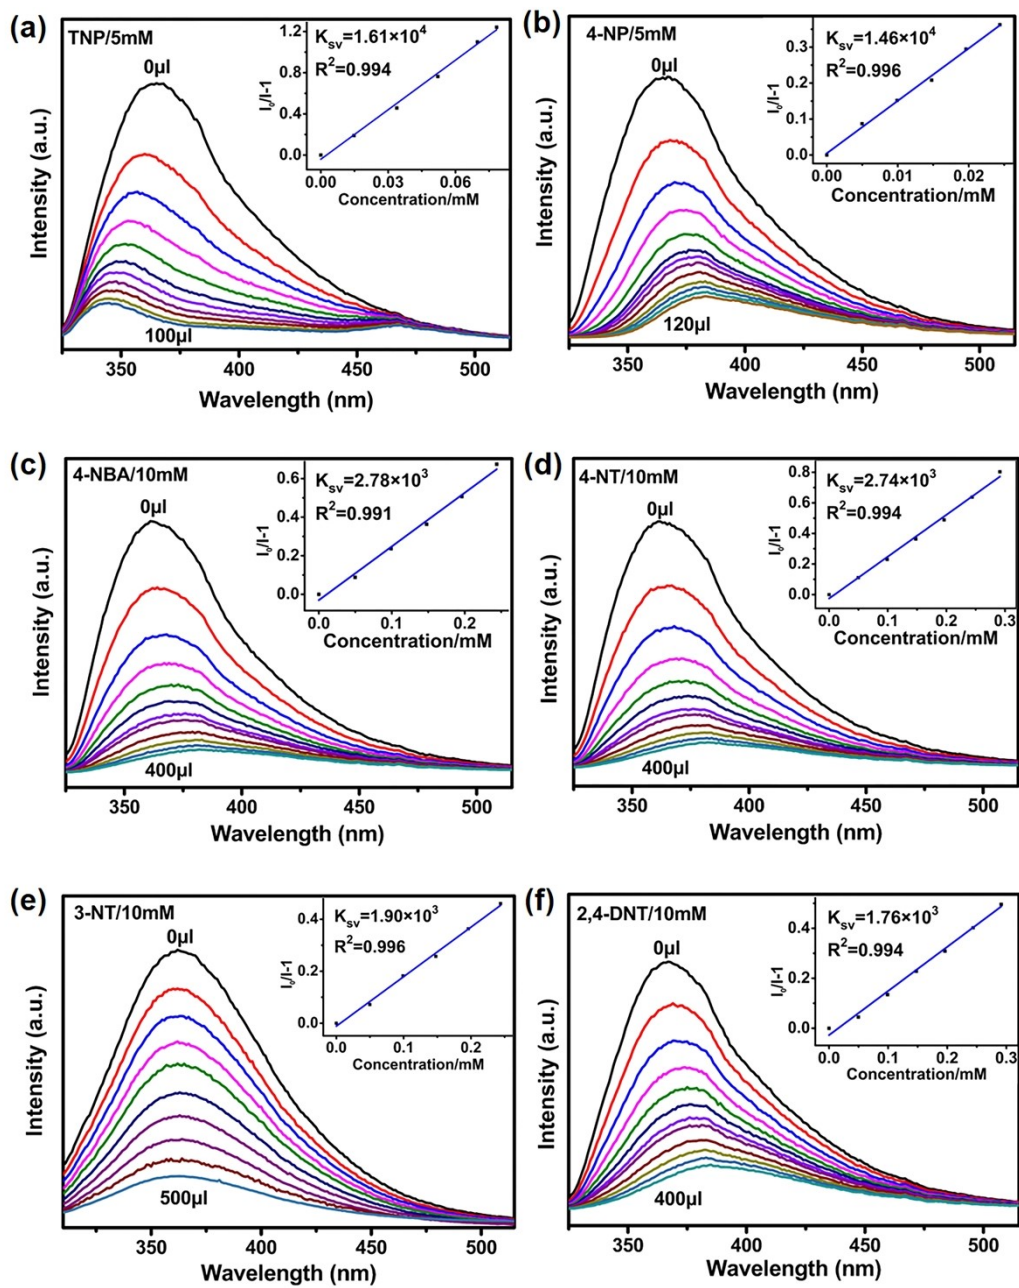 (a)
TNP/5mM
0μl
100μl
Intensity (a.u.)
350 400 450 500
Wavelength (nm)
K_sv=1.61×10^4
R^2=0.994
I_0/I-1
1.2
0.8
0.4
0.0
0.00 0.03 0.06
Concentration/mM
(b)
4-NP/5mM
0μl
120μl
Intensity (a.u.)
350 400 450 500
Wavelength (nm)
K_sv=1.46×10^4
R^2=0.996
I_0/I-1
0.3
0.2
0.1
0.0
0.00 0.01 0.02
Concentration/mM
(c)
4-NBA/10mM
0μl
400μl
Intensity (a.u.)
350 400 450 500
Wavelength (nm)
K_sv=2.78×10^3
R^2=0.991
I_0/I-1
0.6
0.4
0.2
0.0
0.0 0.1 0.2
Concentration/mM
(d)
4-NT/10mM
0μl
400μl
Intensity (a.u.)
350 400 450 500
Wavelength (nm)
K_sv=2.74×10^3
R^2=0.994
I_0/I-1
0.8
0.6
0.4
0.2
0.0
0.0 0.1 0.2 0.3
Concentration/mM
(e)
3-NT/10mM
0μl
500μl
Intensity (a.u.)
350 400 450 500
Wavelength (nm)
K_sv=1.90×10^3
R^2=0.996
I_0/I-1
0.4
0.2
0.0
0.0 0.1 0.2
Concentration/mM
(f)
2,4-DNT/10mM
0μl
400μl
Intensity (a.u.)
350 400 450 500
Wavelength (nm)
K_sv=1.76×10^3
R^2=0.994
I_0/I-1
0.4
0.2
0.0
0.0 0.1 0.2 0.3
Concentration/mM